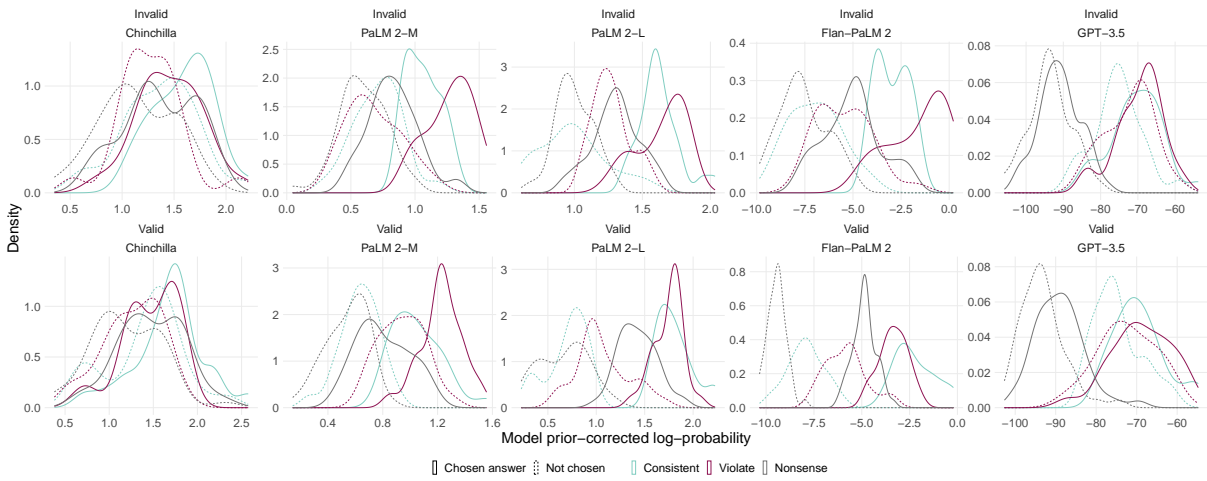 Invalid Invalid Invalid Invalid Invalid
Chinchilla PaLM 2−M PaLM 2−L Flan−PaLM 2 GPT−3.5
1.0
0.5
0.0
0.5 1.0 1.5 2.0
2.5
2.0
1.5
1.0
0.5
0.0
0.0 0.5 1.0 1.5
3
2
1
0
1.0 1.5 2.0
0.4
0.3
0.2
0.1
0.0
−10.0 −7.5 −5.0 −2.5 0.0
0.08
0.06
0.04
0.02
0.00
−100 −90 −80 −70 −60
Density
Valid Valid Valid Valid Valid
Chinchilla PaLM 2−M PaLM 2−L Flan−PaLM 2 GPT−3.5
1.0
0.5
0.0
0.5 1.0 1.5 2.0 2.5
3
2
1
0
0.4 0.8 1.2 1.6
3
2
1
0
0.5 1.0 1.5 2.0
0.8
0.6
0.4
0.2
0.0
−10.0 −7.5 −5.0 −2.5 0.0
0.08
0.06
0.04
0.02
0.00
−100 −90 −80 −70 −60
Model prior−corrected log−probability
Chosen answer Not chosen Consistent Violate Nonsense